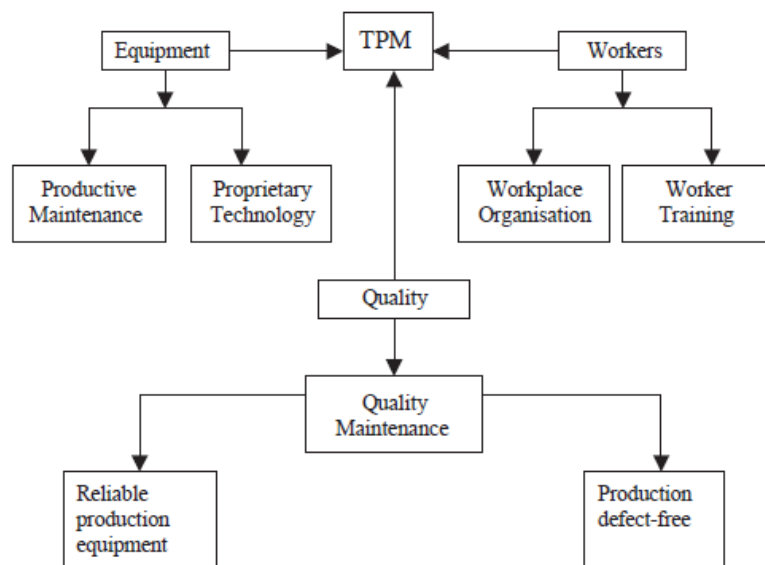 Equipment
TPM
Workers
Productive
Maintenance
Proprietary
Technology
Workplace
Organisation
Worker
Training
Quality
Quality
Maintenance
Reliable
production
equipment
Production
defect-free